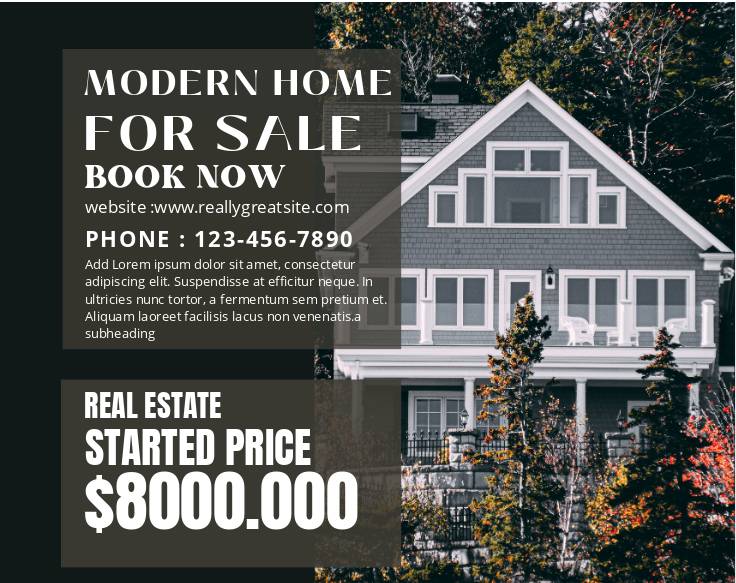 MODERN HOME
FOR SALE
BOOK NOW
website :www.reallygreatsite.com
PHONE : 123-456-7890
Add Lorem ipsum dolor sit amet, consectetur
adipiscing elit. Suspendisse at efficitur neque. In
ultricies nunc tortor, a fermentum sem pretium et.
Aliquam laoreet facilisis lacus non venenatis.a
subheading
REAL ESTATE
STARTED PRICE
$8000.000